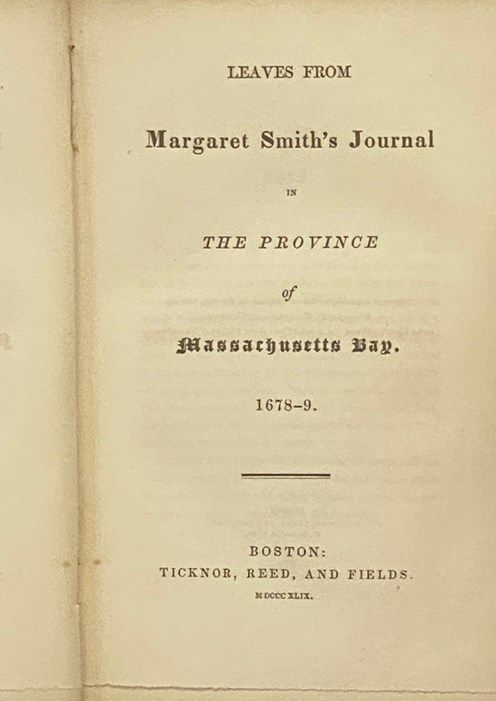 LEAVES FROM
Margaret Smith's Journal
IN
THE PROVINCE
of
Massachusetts Bay.
1678-9.
BOSTON:
TICKNOR, REED, AND FIELDS.
MDCCCXLIX.